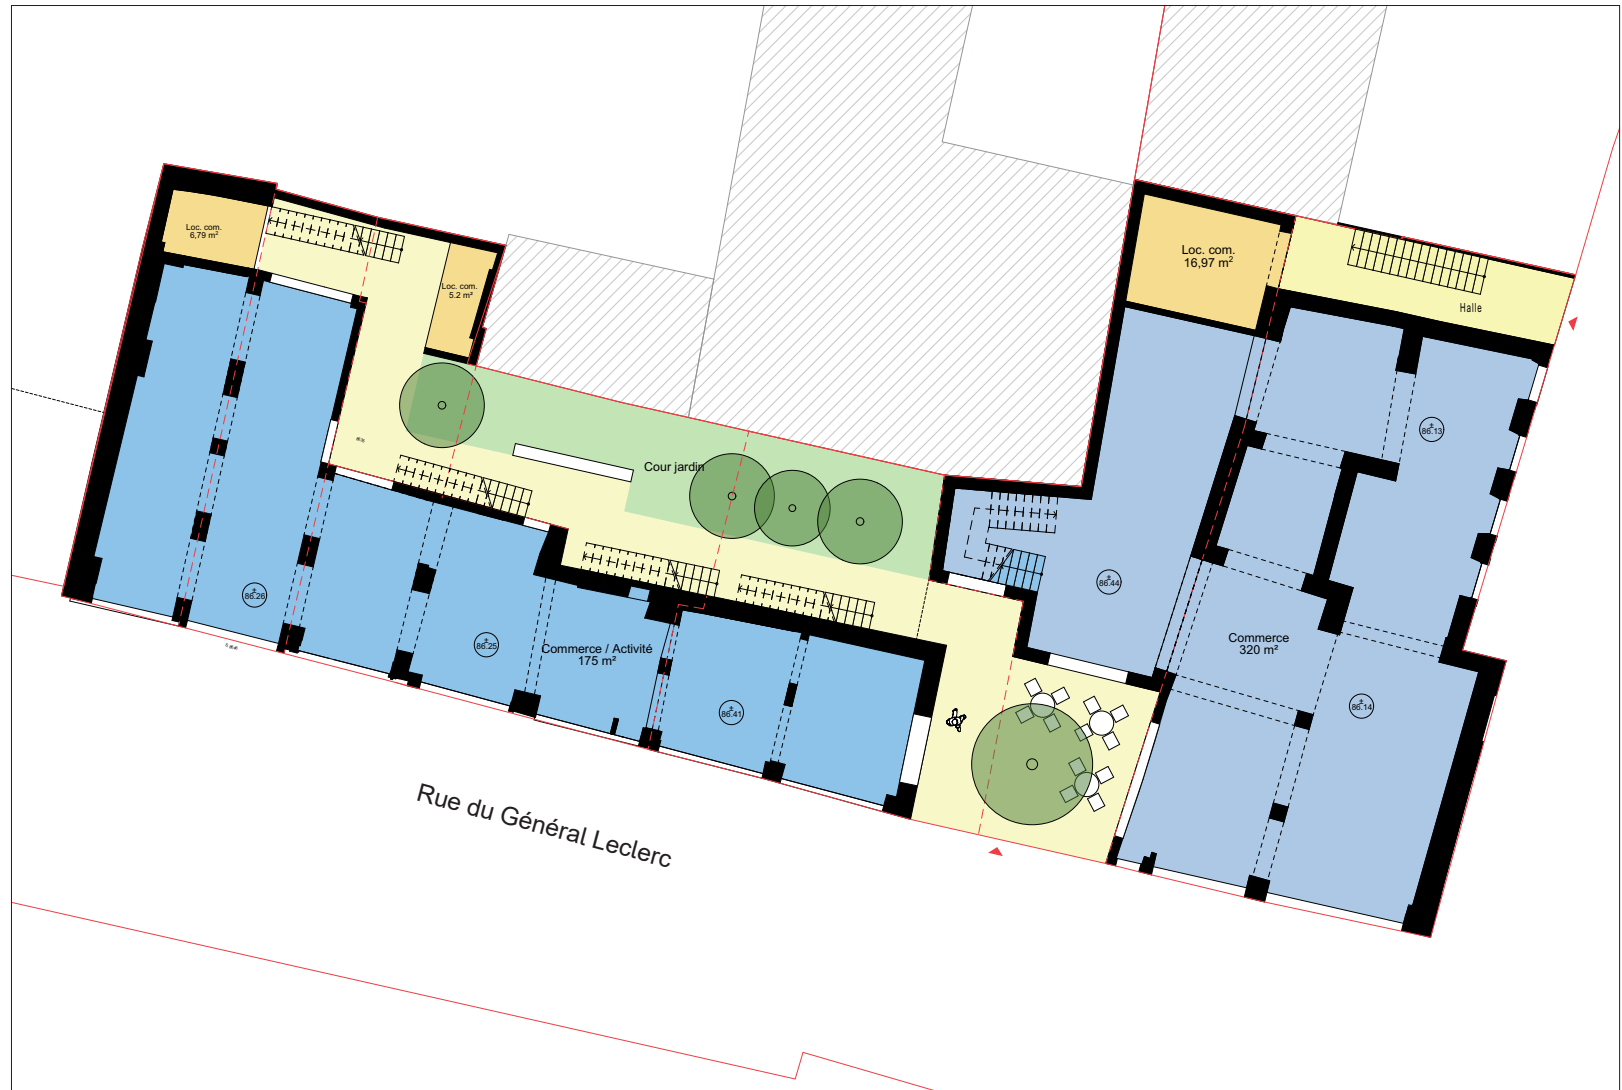 Loc. com.
6,79 m²
Loc. com.
5.2 m²
Loc. com.
16,97 m²
Halle
±
86.13
Cour jardin
±
86.44
±
86.26
±
86.25
Commerce / Activité
175 m²
Commerce
320 m²
±
86.41
±
86.14
Rue du Général Leclerc